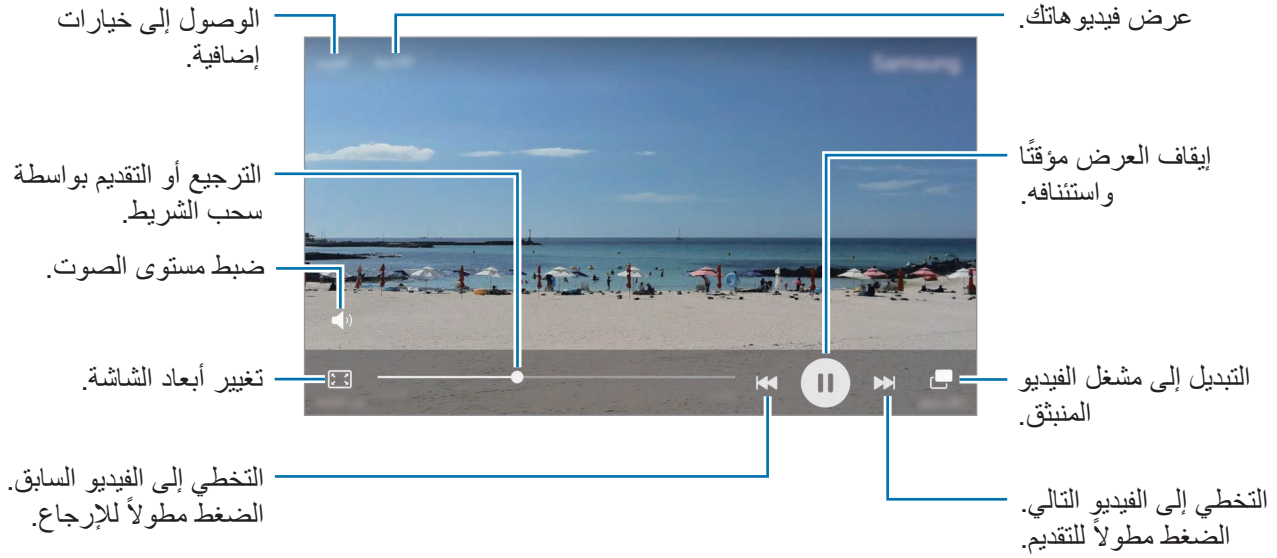 عرض فيديوهاتك.
الوصول إلى خيارات
إضافية.
Samsung
إيقاف العرض مؤقتًا
واستئنافه.
الترجيع أو التقديم بواسطة
سحب الشريط.
ضبط مستوى الصوت.
التبديل إلى مشغل الفيديو
المنبثق.
تغيير أبعاد الشاشة.
التخطي إلى الفيديو التالي.
الضغط مطولاً للتقديم.
التخطي إلى الفيديو السابق.
الضغط مطولاً للإرجاع.